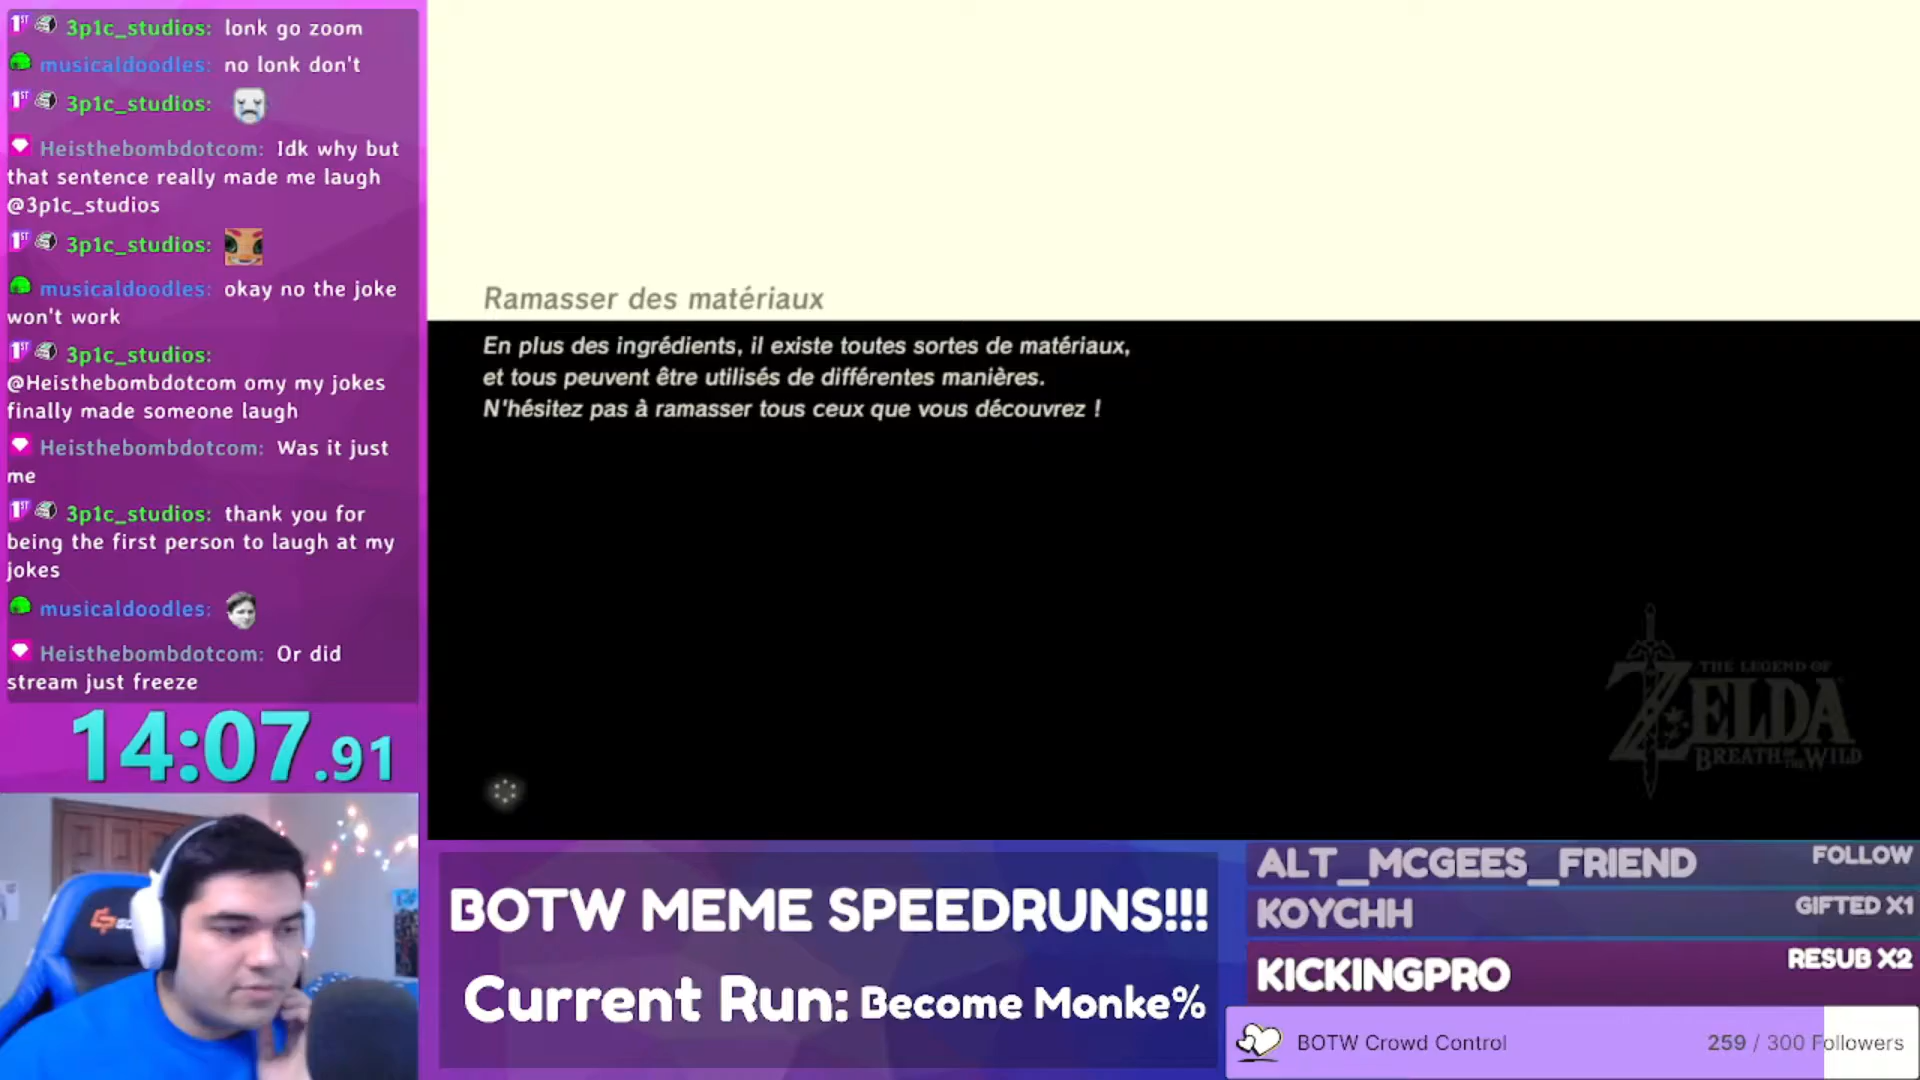 3p1c_studios: lonk go zoom
musicaldoodles: no lonk don't
3p1c_studios:
Heisthebombdotcom: Idk why but
that sentence really made me laugh
@3p1c_studios
3p1c_studios:
musicaldoodles: okay no the joke
won't work
3p1c_studios:
@Heisthebombdotcom omy my jokes
finally made someone laugh
Heisthebombdotcom: Was it just
me
3p1c_studios: thank you for
being the first person to laugh at my
jokes
musicaldoodles:
Heisthebombdotcom: Or did
stream just freeze
14:07.91
Ramasser des matériaux
En plus des ingrédients, il existe toutes sortes de matériaux,
et tous peuvent être utilisés de différentes manières.
N'hésitez pas à ramasser tous ceux que vous découvrez !
THE LEGEND OF
ZELDA
BREATH OF THE WILD
BOTW MEME SPEEDRUNS!!!
Current Run: Become Monke%
ALT_MCGEES_FRIEND FOLLOW
KOYCHH GIFTED X1
KICKINGPRO RESUB X2
BOTW Crowd Control 259 / 300 Followers